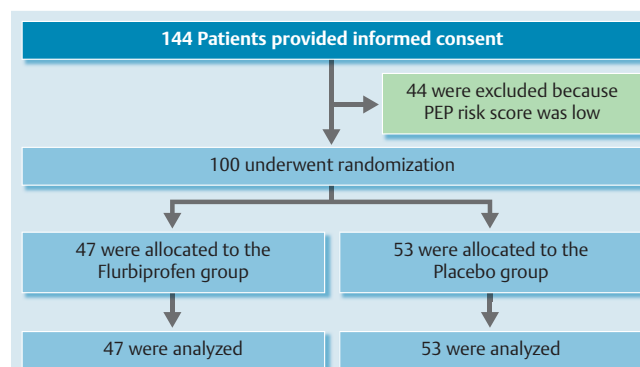 144 Patients provided informed consent
44 were excluded because
PEP risk score was low
100 underwent randomization
47 were allocated to the
Flurbiprofen group
53 were allocated to the
Placebo group
47 were analyzed
53 were analyzed